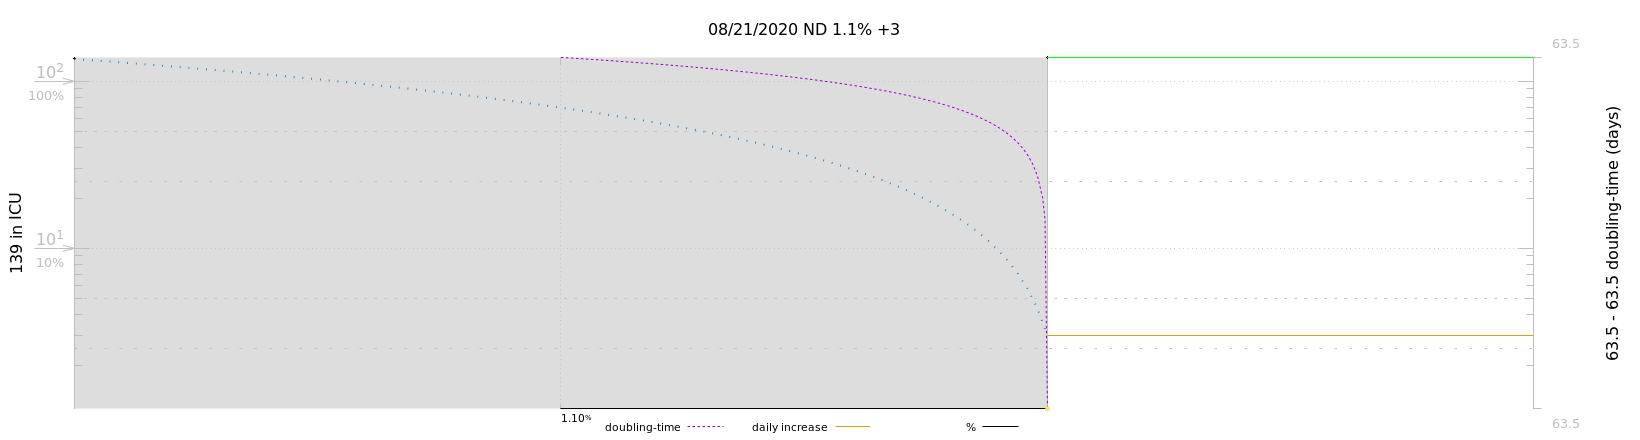 08/21/2020 ND 1.1% +3
63.5
10²
100%
10¹
10%
139 in ICU
63.5 - 63.5 doubling-time (days)
1.10%
63.5
doubling-time
daily increase
%